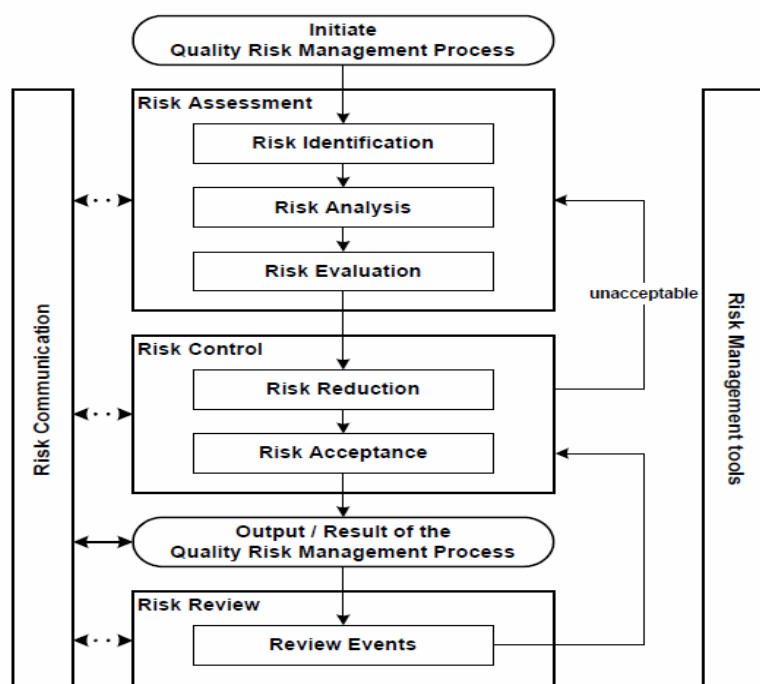 Initiate
Quality Risk Management Process
Risk Assessment
Risk Identification
Risk Analysis
Risk Evaluation
unacceptable
Risk Control
Risk Reduction
Risk Acceptance
Output / Result of the
Quality Risk Management Process
Risk Review
Review Events
Risk Communication
Risk Management tools